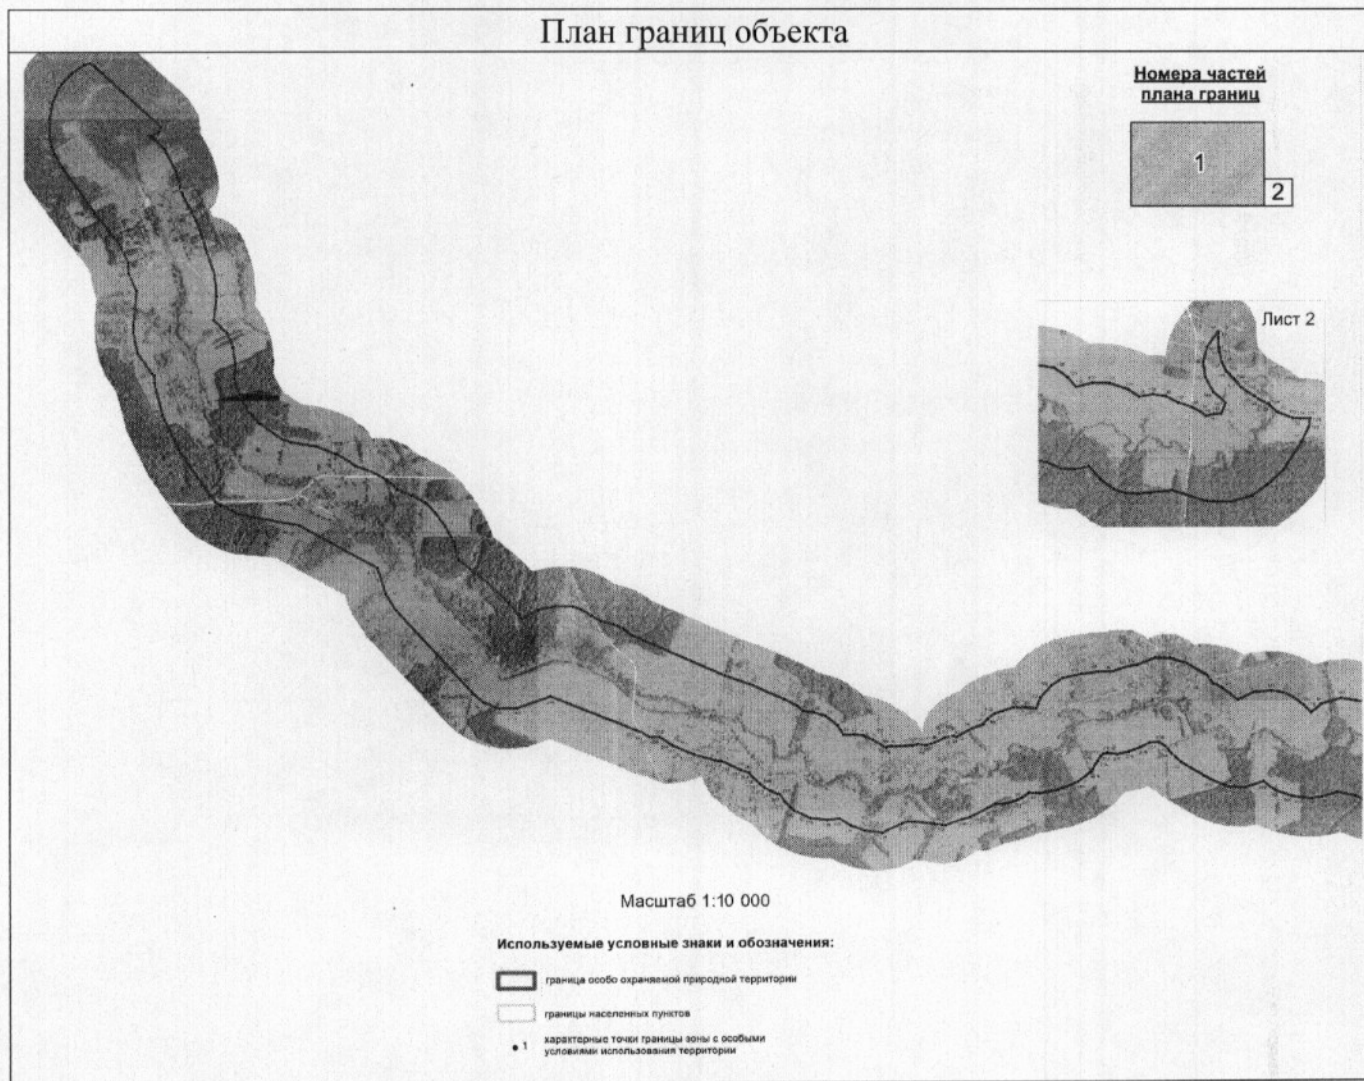 План границ объекта
Номера частей
плана границ
1
2
Лист 2
Масштаб 1:10 000
Используемые условные знаки и обозначения:
граница особо охраняемой природной территории
границы населенных пунктов
1
характерные точки границы зоны с особыми
условиями использования территории